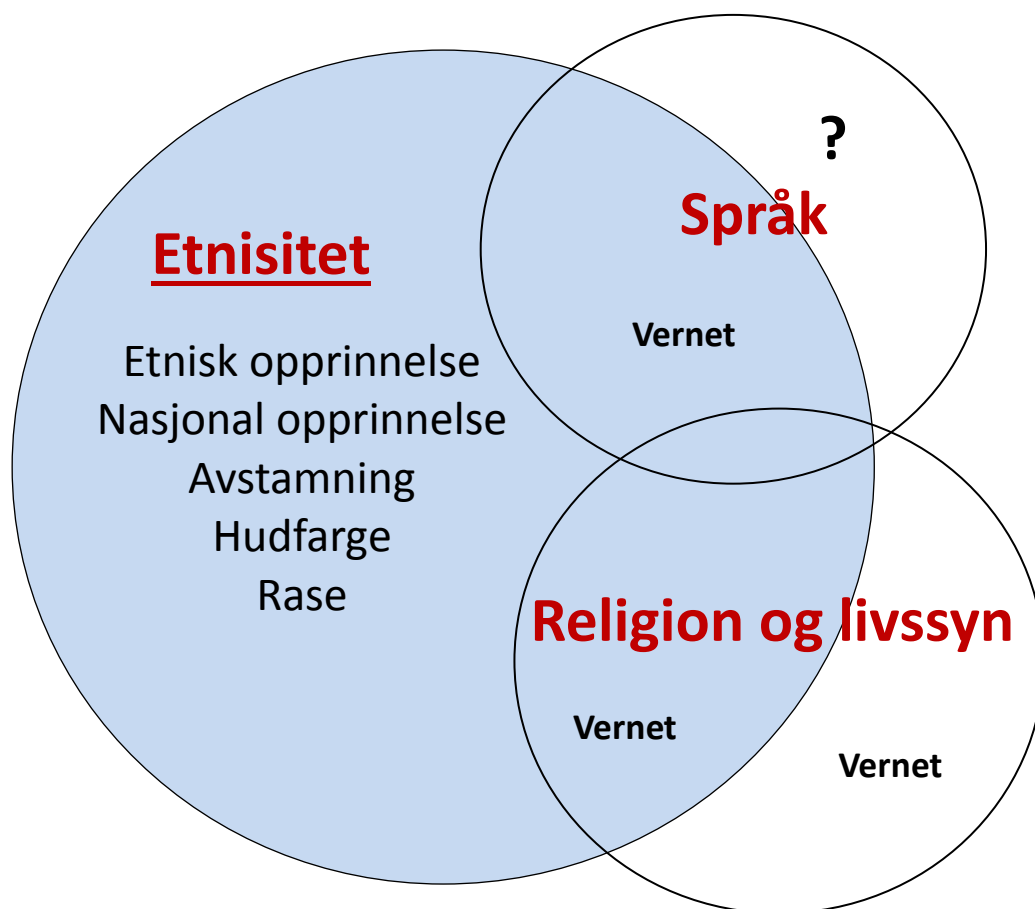 Etnisitet
Etnisk opprinnelse
Nasjonal opprinnelse
Avstamning
Hudfarge
Rase
?
Språk
Vernet
Religion og livssyn
Vernet
Vernet